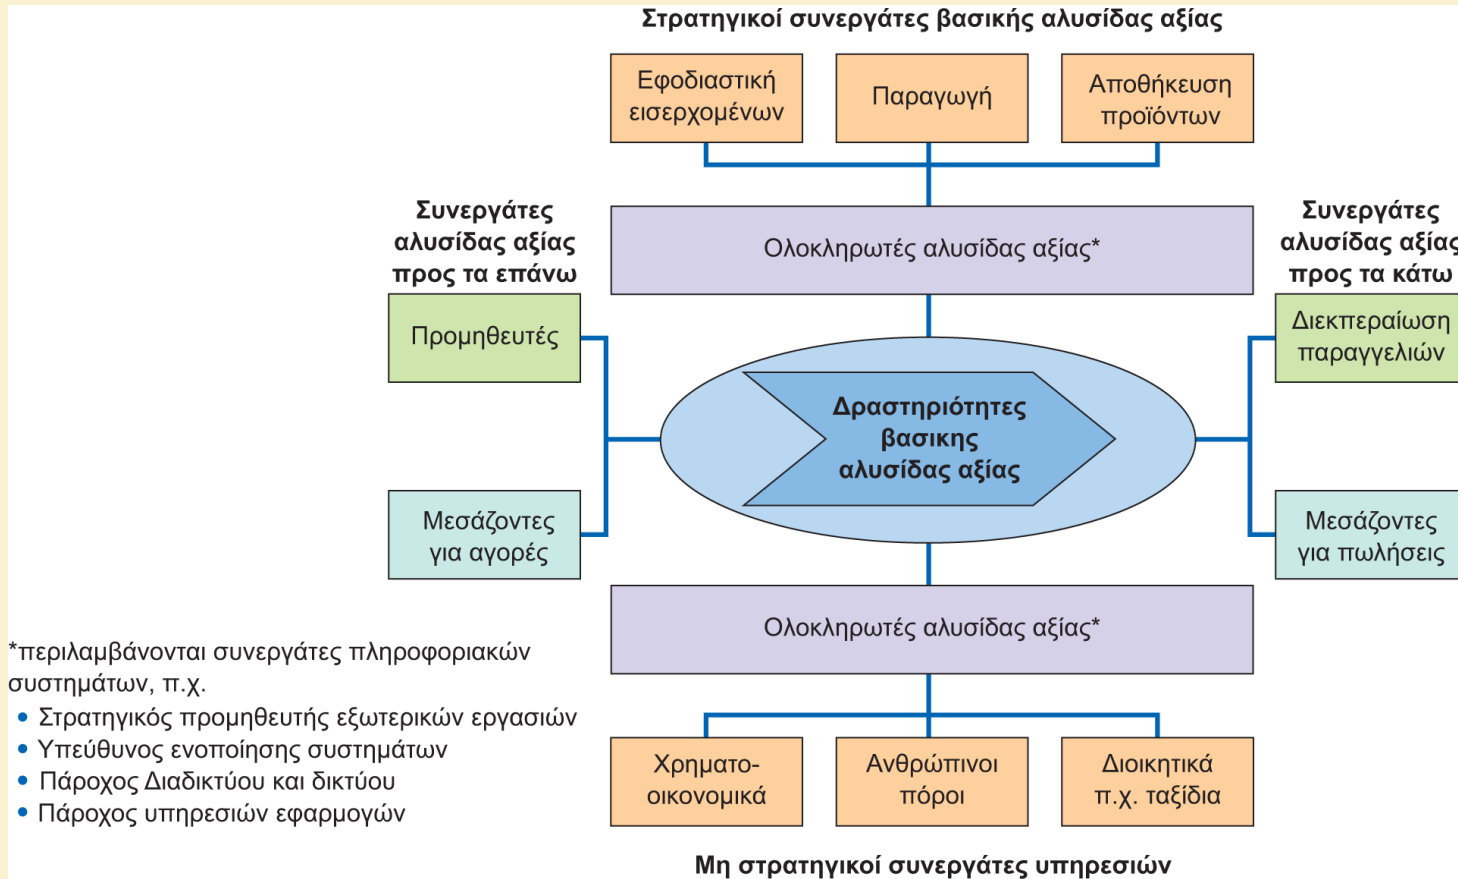 Στρατηγικοί συνεργάτες βασικής αλυσίδας αξίας
Εφοδιαστική
εισερχομένων
Παραγωγή
Αποθήκευση
προϊόντων
Ολοκληρωτές αλυσίδας αξίας*
Συνεργάτες
αλυσίδας αξίας
προς τα επάνω
Προμηθευτές
Μεσάζοντες
για αγορές
Δραστηριότητες
βασικης
αλυσίδας αξίας
Συνεργάτες
αλυσίδας αξίας
προς τα κάτω
Διεκπεραίωση
παραγγελιών
Μεσάζοντες
για πωλήσεις
Ολοκληρωτές αλυσίδας αξίας*
Χρηματο-
οικονομικά
Ανθρώπινοι
πόροι
Διοικητικά
π.χ. ταξίδια
Μη στρατηγικοί συνεργάτες υπηρεσιών
*περιλαμβάνονται συνεργάτες πληροφοριακών
συστημάτων, π.χ.
• Στρατηγικός προμηθευτής εξωτερικών εργασιών
• Υπεύθυνος ενοποίησης συστημάτων
• Πάροχος Διαδικτύου και δικτύου
• Πάροχος υπηρεσιών εφαρμογών